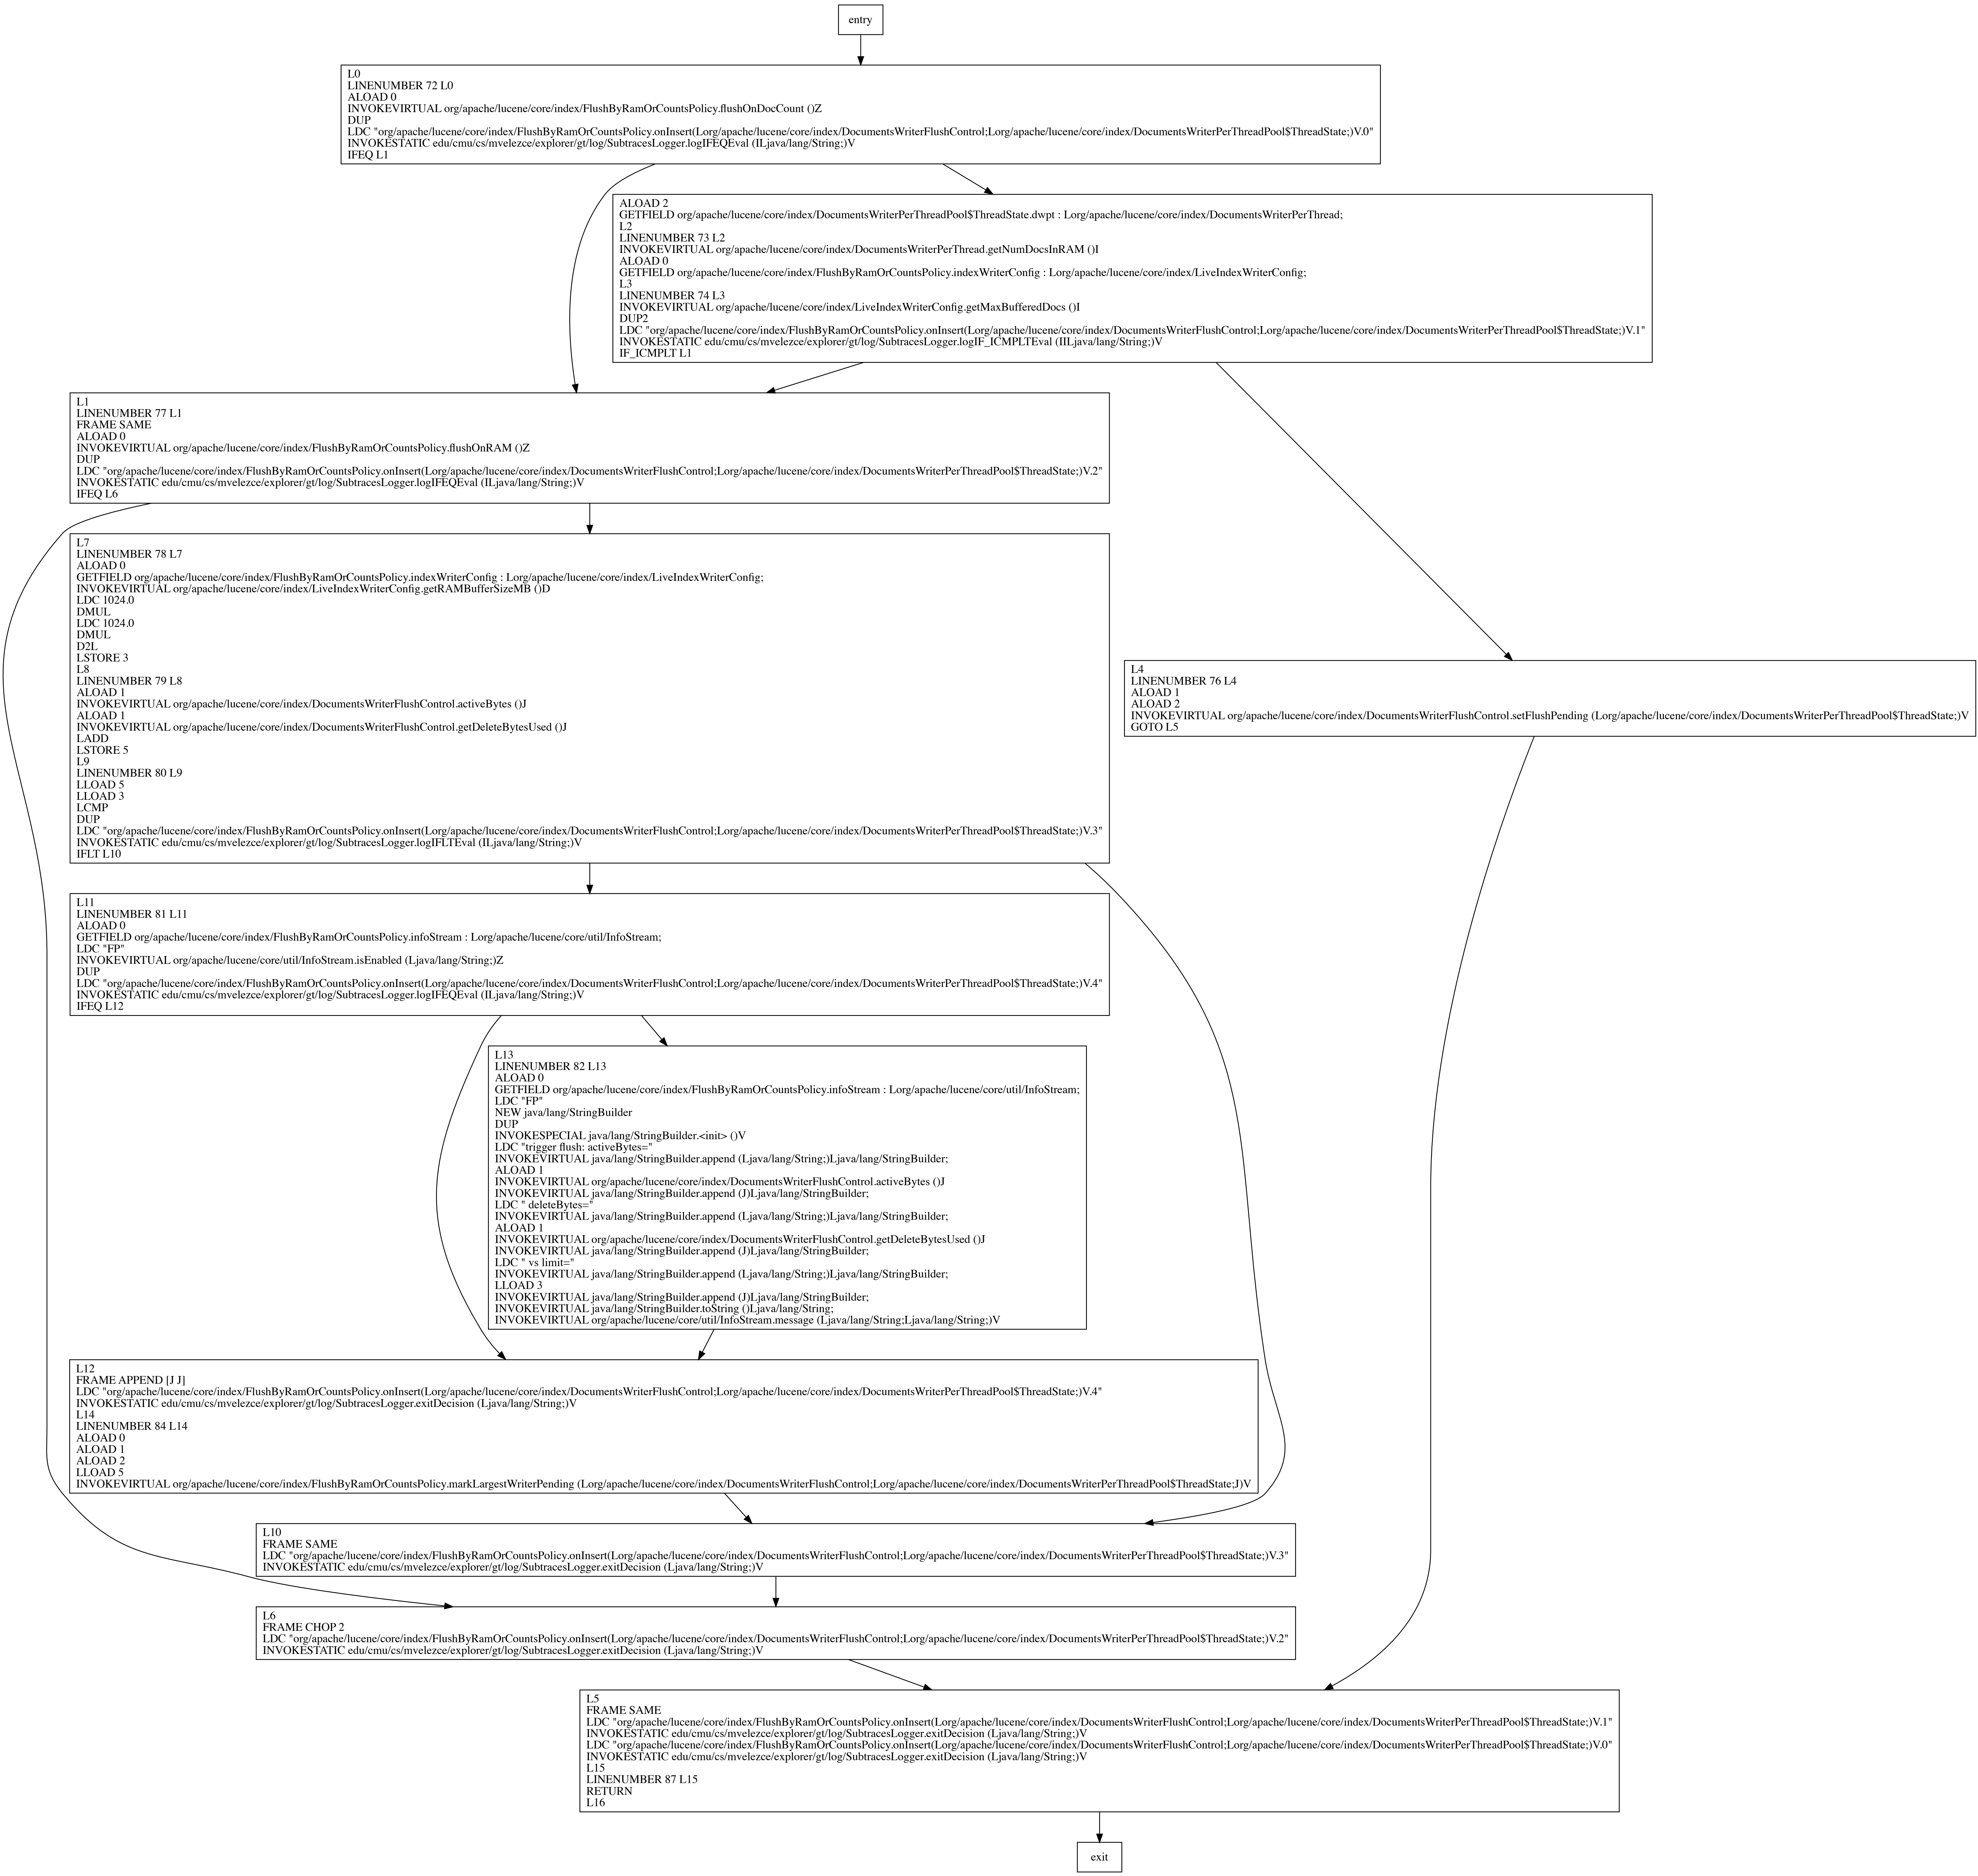 entry
L0
LINENUMBER 72 L0
ALOAD 0
INVOKEVIRTUAL org/apache/lucene/core/index/FlushByRamOrCountsPolicy.flushOnDocCount ()Z
DUP
LDC "org/apache/lucene/core/index/FlushByRamOrCountsPolicy.onInsert(Lorg/apache/lucene/core/index/DocumentsWriterFlushControl;Lorg/apache/lucene/core/index/DocumentsWriterPerThreadPool$ThreadState;)V.0"
INVOKESTATIC edu/cmu/cs/mvelezce/explorer/gt/log/SubtracesLogger.logIFEQEval (ILjava/lang/String;)V
IFEQ L1
ALOAD 2
GETFIELD org/apache/lucene/core/index/DocumentsWriterPerThreadPool$ThreadState.dwpt : Lorg/apache/lucene/core/index/DocumentsWriterPerThread;
L2
LINENUMBER 73 L2
INVOKEVIRTUAL org/apache/lucene/core/index/DocumentsWriterPerThread.getNumDocsInRAM ()I
ALOAD 0
GETFIELD org/apache/lucene/core/index/FlushByRamOrCountsPolicy.indexWriterConfig : Lorg/apache/lucene/core/index/LiveIndexWriterConfig;
L3
LINENUMBER 74 L3
INVOKEVIRTUAL org/apache/lucene/core/index/LiveIndexWriterConfig.getMaxBufferedDocs ()I
DUP2
LDC "org/apache/lucene/core/index/FlushByRamOrCountsPolicy.onInsert(Lorg/apache/lucene/core/index/DocumentsWriterFlushControl;Lorg/apache/lucene/core/index/DocumentsWriterPerThreadPool$ThreadState;)V.1"
INVOKESTATIC edu/cmu/cs/mvelezce/explorer/gt/log/SubtracesLogger.logIF_ICMPLTEval (IILjava/lang/String;)V
IF_ICMPLT L1
L1
LINENUMBER 77 L1
FRAME SAME
ALOAD 0
INVOKEVIRTUAL org/apache/lucene/core/index/FlushByRamOrCountsPolicy.flushOnRAM ()Z
DUP
LDC "org/apache/lucene/core/index/FlushByRamOrCountsPolicy.onInsert(Lorg/apache/lucene/core/index/DocumentsWriterFlushControl;Lorg/apache/lucene/core/index/DocumentsWriterPerThreadPool$ThreadState;)V.2"
INVOKESTATIC edu/cmu/cs/mvelezce/explorer/gt/log/SubtracesLogger.logIFEQEval (ILjava/lang/String;)V
IFEQ L6
L7
LINENUMBER 78 L7
ALOAD 0
GETFIELD org/apache/lucene/core/index/FlushByRamOrCountsPolicy.indexWriterConfig : Lorg/apache/lucene/core/index/LiveIndexWriterConfig;
INVOKEVIRTUAL org/apache/lucene/core/index/LiveIndexWriterConfig.getRAMBufferSizeMB ()D
LDC 1024.0
DMUL
LDC 1024.0
DMUL
D2L
LSTORE 3
L8
LINENUMBER 79 L8
ALOAD 1
INVOKEVIRTUAL org/apache/lucene/core/index/DocumentsWriterFlushControl.activeBytes ()J
ALOAD 1
INVOKEVIRTUAL org/apache/lucene/core/index/DocumentsWriterFlushControl.getDeleteBytesUsed ()J
LADD
LSTORE 5
L9
LINENUMBER 80 L9
LLOAD 5
LLOAD 3
LCMP
DUP
LDC "org/apache/lucene/core/index/FlushByRamOrCountsPolicy.onInsert(Lorg/apache/lucene/core/index/DocumentsWriterFlushControl;Lorg/apache/lucene/core/index/DocumentsWriterPerThreadPool$ThreadState;)V.3"
INVOKESTATIC edu/cmu/cs/mvelezce/explorer/gt/log/SubtracesLogger.logIFLTEval (ILjava/lang/String;)V
IFLT L10
L4
LINENUMBER 76 L4
ALOAD 1
ALOAD 2
INVOKEVIRTUAL org/apache/lucene/core/index/DocumentsWriterFlushControl.setFlushPending (Lorg/apache/lucene/core/index/DocumentsWriterPerThreadPool$ThreadState;)V
GOTO L5
L11
LINENUMBER 81 L11
ALOAD 0
GETFIELD org/apache/lucene/core/index/FlushByRamOrCountsPolicy.infoStream : Lorg/apache/lucene/core/util/InfoStream;
LDC "FP"
INVOKEVIRTUAL org/apache/lucene/core/util/InfoStream.isEnabled (Ljava/lang/String;)Z
DUP
LDC "org/apache/lucene/core/index/FlushByRamOrCountsPolicy.onInsert(Lorg/apache/lucene/core/index/DocumentsWriterFlushControl;Lorg/apache/lucene/core/index/DocumentsWriterPerThreadPool$ThreadState;)V.4"
INVOKESTATIC edu/cmu/cs/mvelezce/explorer/gt/log/SubtracesLogger.logIFEQEval (ILjava/lang/String;)V
IFEQ L12
L13
LINENUMBER 82 L13
ALOAD 0
GETFIELD org/apache/lucene/core/index/FlushByRamOrCountsPolicy.infoStream : Lorg/apache/lucene/core/util/InfoStream;
LDC "FP"
NEW java/lang/StringBuilder
DUP
INVOKESPECIAL java/lang/StringBuilder.<init> ()V
LDC "trigger flush: activeBytes="
INVOKEVIRTUAL java/lang/StringBuilder.append (Ljava/lang/String;)Ljava/lang/StringBuilder;
ALOAD 1
INVOKEVIRTUAL org/apache/lucene/core/index/DocumentsWriterFlushControl.activeBytes ()J
INVOKEVIRTUAL java/lang/StringBuilder.append (J)Ljava/lang/StringBuilder;
LDC " deleteBytes="
INVOKEVIRTUAL java/lang/StringBuilder.append (Ljava/lang/String;)Ljava/lang/StringBuilder;
ALOAD 1
INVOKEVIRTUAL org/apache/lucene/core/index/DocumentsWriterFlushControl.getDeleteBytesUsed ()J
INVOKEVIRTUAL java/lang/StringBuilder.append (J)Ljava/lang/StringBuilder;
LDC " vs limit="
INVOKEVIRTUAL java/lang/StringBuilder.append (Ljava/lang/String;)Ljava/lang/StringBuilder;
LLOAD 3
INVOKEVIRTUAL java/lang/StringBuilder.append (J)Ljava/lang/StringBuilder;
INVOKEVIRTUAL java/lang/StringBuilder.toString ()Ljava/lang/String;
INVOKEVIRTUAL org/apache/lucene/core/util/InfoStream.message (Ljava/lang/String;Ljava/lang/String;)V
L12
FRAME APPEND [J J]
LDC "org/apache/lucene/core/index/FlushByRamOrCountsPolicy.onInsert(Lorg/apache/lucene/core/index/DocumentsWriterFlushControl;Lorg/apache/lucene/core/index/DocumentsWriterPerThreadPool$ThreadState;)V.4"
INVOKESTATIC edu/cmu/cs/mvelezce/explorer/gt/log/SubtracesLogger.exitDecision (Ljava/lang/String;)V
L14
LINENUMBER 84 L14
ALOAD 0
ALOAD 1
ALOAD 2
LLOAD 5
INVOKEVIRTUAL org/apache/lucene/core/index/FlushByRamOrCountsPolicy.markLargestWriterPending (Lorg/apache/lucene/core/index/DocumentsWriterFlushControl;Lorg/apache/lucene/core/index/DocumentsWriterPerThreadPool$ThreadState;J)V
L10
FRAME SAME
LDC "org/apache/lucene/core/index/FlushByRamOrCountsPolicy.onInsert(Lorg/apache/lucene/core/index/DocumentsWriterFlushControl;Lorg/apache/lucene/core/index/DocumentsWriterPerThreadPool$ThreadState;)V.3"
INVOKESTATIC edu/cmu/cs/mvelezce/explorer/gt/log/SubtracesLogger.exitDecision (Ljava/lang/String;)V
L6
FRAME CHOP 2
LDC "org/apache/lucene/core/index/FlushByRamOrCountsPolicy.onInsert(Lorg/apache/lucene/core/index/DocumentsWriterFlushControl;Lorg/apache/lucene/core/index/DocumentsWriterPerThreadPool$ThreadState;)V.2"
INVOKESTATIC edu/cmu/cs/mvelezce/explorer/gt/log/SubtracesLogger.exitDecision (Ljava/lang/String;)V
L5
FRAME SAME
LDC "org/apache/lucene/core/index/FlushByRamOrCountsPolicy.onInsert(Lorg/apache/lucene/core/index/DocumentsWriterFlushControl;Lorg/apache/lucene/core/index/DocumentsWriterPerThreadPool$ThreadState;)V.1"
INVOKESTATIC edu/cmu/cs/mvelezce/explorer/gt/log/SubtracesLogger.exitDecision (Ljava/lang/String;)V
LDC "org/apache/lucene/core/index/FlushByRamOrCountsPolicy.onInsert(Lorg/apache/lucene/core/index/DocumentsWriterFlushControl;Lorg/apache/lucene/core/index/DocumentsWriterPerThreadPool$ThreadState;)V.0"
INVOKESTATIC edu/cmu/cs/mvelezce/explorer/gt/log/SubtracesLogger.exitDecision (Ljava/lang/String;)V
L15
LINENUMBER 87 L15
RETURN
L16
exit